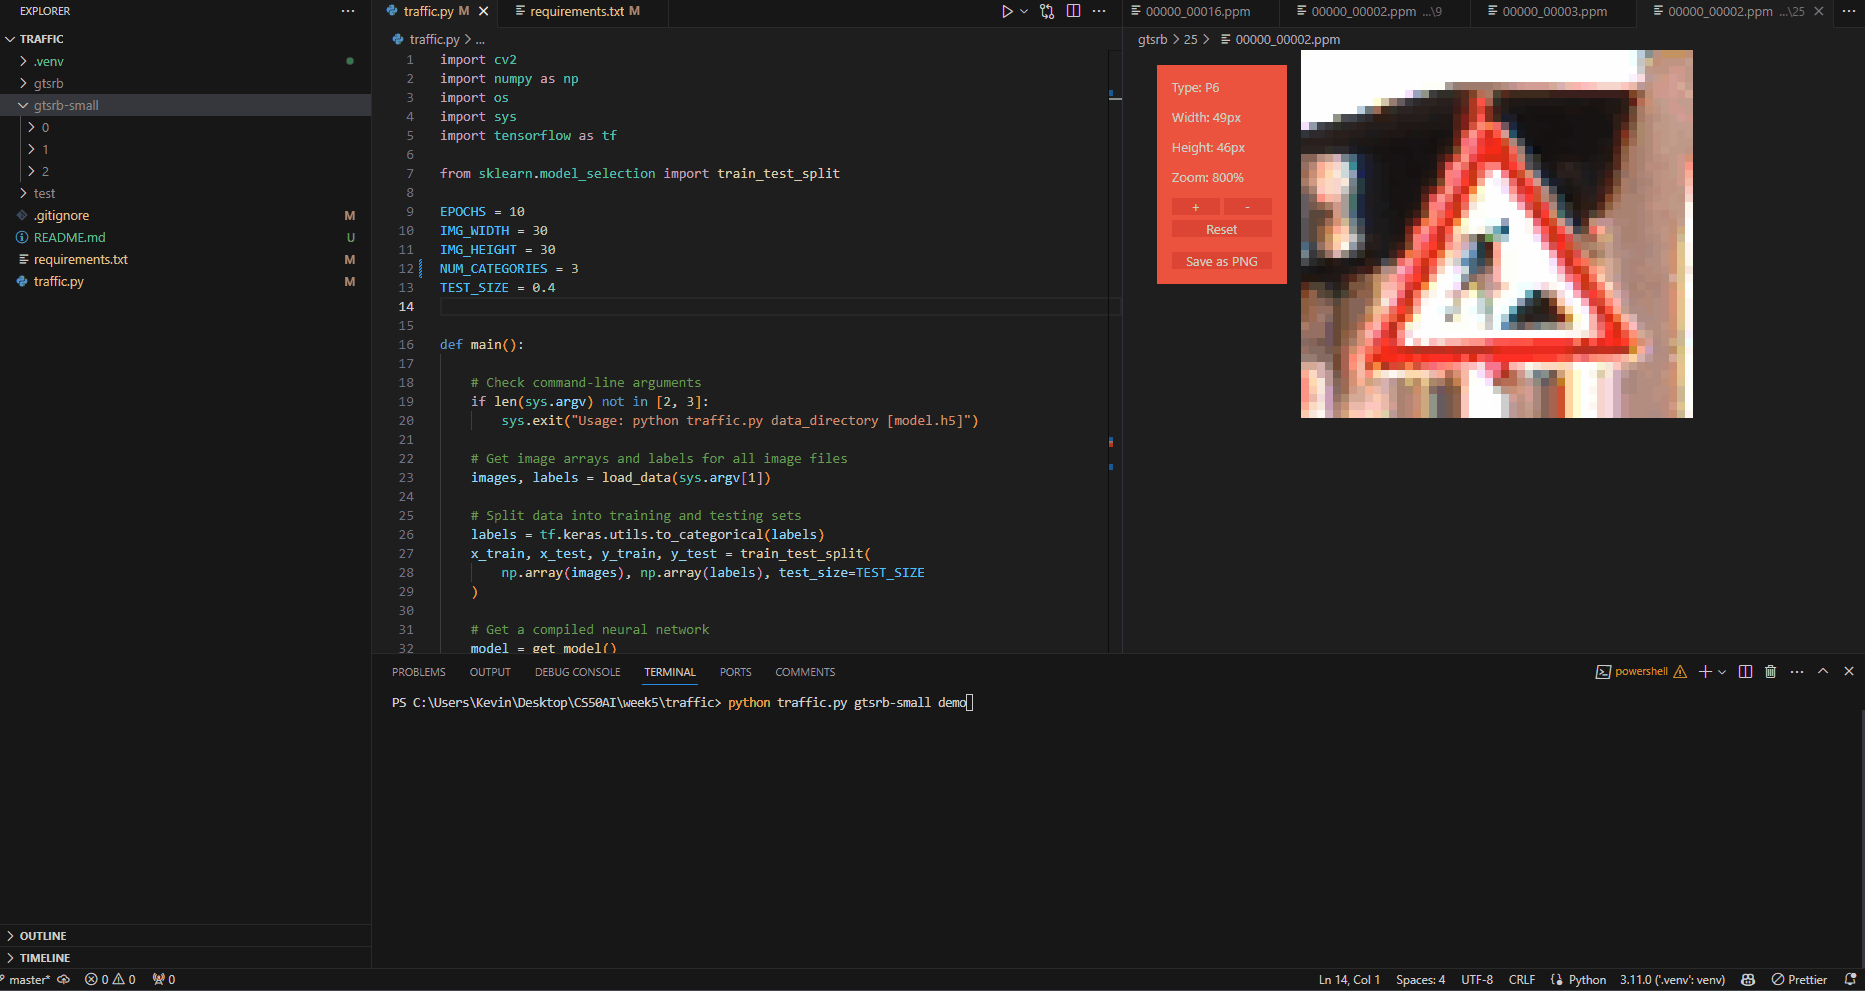 EXPLORER
TRAFFIC
.venv
gtsrb
gtsrb-small
0
1
2
test
.gitignore M
README.md U
requirements.txt M
traffic.py M
OUTLINE
TIMELINE
traffic.py M
requirements.txt M
traffic.py > ...
1 import cv2
2 import numpy as np
3 import os
4 import sys
5 import tensorflow as tf
6
7 from sklearn.model_selection import train_test_split
8
9 EPOCHS = 10
10 IMG_WIDTH = 30
11 IMG_HEIGHT = 30
12 NUM_CATEGORIES = 3
13 TEST_SIZE = 0.4
14
15
16 def main():
17
18 # Check command-line arguments
19 if len(sys.argv) not in [2, 3]:
20 sys.exit("Usage: python traffic.py data_directory [model.h5]")
21
22 # Get image arrays and labels for all image files
23 images, labels = load_data(sys.argv[1])
24
25 # Split data into training and testing sets
26 labels = tf.keras.utils.to_categorical(labels)
27 x_train, x_test, y_train, y_test = train_test_split(
28 np.array(images), np.array(labels), test_size=TEST_SIZE
29 )
30
31 # Get a compiled neural network
32 model = get_model()
00000_00016.ppm
00000_00002.ppm ...\9
00000_00003.ppm
00000_00002.ppm ...\25
gtsrb > 25 > 00000_00002.ppm
Type: P6
Width: 49px
Height: 46px
Zoom: 800%
+ -
Reset
Save as PNG
PROBLEMS OUTPUT DEBUG CONSOLE TERMINAL PORTS COMMENTS
powershell
PS C:\Users\Kevin\Desktop\CS50AI\week5\traffic> python traffic.py gtsrb-small demo
master* 0 0 0
Ln 14, Col 1 Spaces: 4 UTF-8 CRLF Python 3.11.0 ('.venv': venv) Prettier